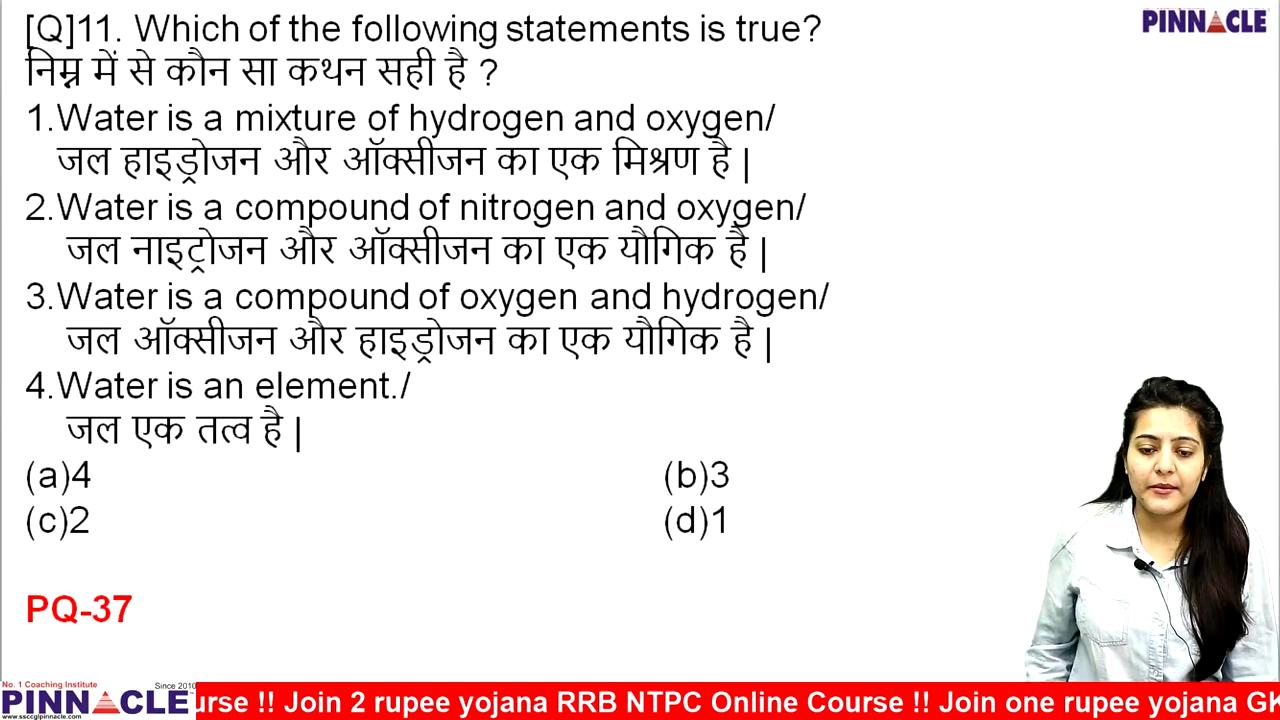 [Q]11. Which of the following statements is true?
PINNACLE
निम्न में से कौन सा कथन सही है ?
1.Water is a mixture of hydrogen and oxygen/
जल हाइड्रोजन और ऑक्सीजन का एक मिश्रण है |
2.Water is a compound of nitrogen and oxygen/
जल नाइट्रोजन और ऑक्सीजन का एक यौगिक है |
3.Water is a compound of oxygen and hydrogen/
जल ऑक्सीजन और हाइड्रोजन का एक यौगिक है |
4.Water is an element./
जल एक तत्व है |
(a)4 (b)3
(c)2 (d)1
PQ-37
No. 1 Coaching Institute Since 2010
PINNACLE
www.ssccglpinnacle.com
urse !! Join 2 rupee yojana RRB NTPC Online Course !! Join one rupee yojana GK